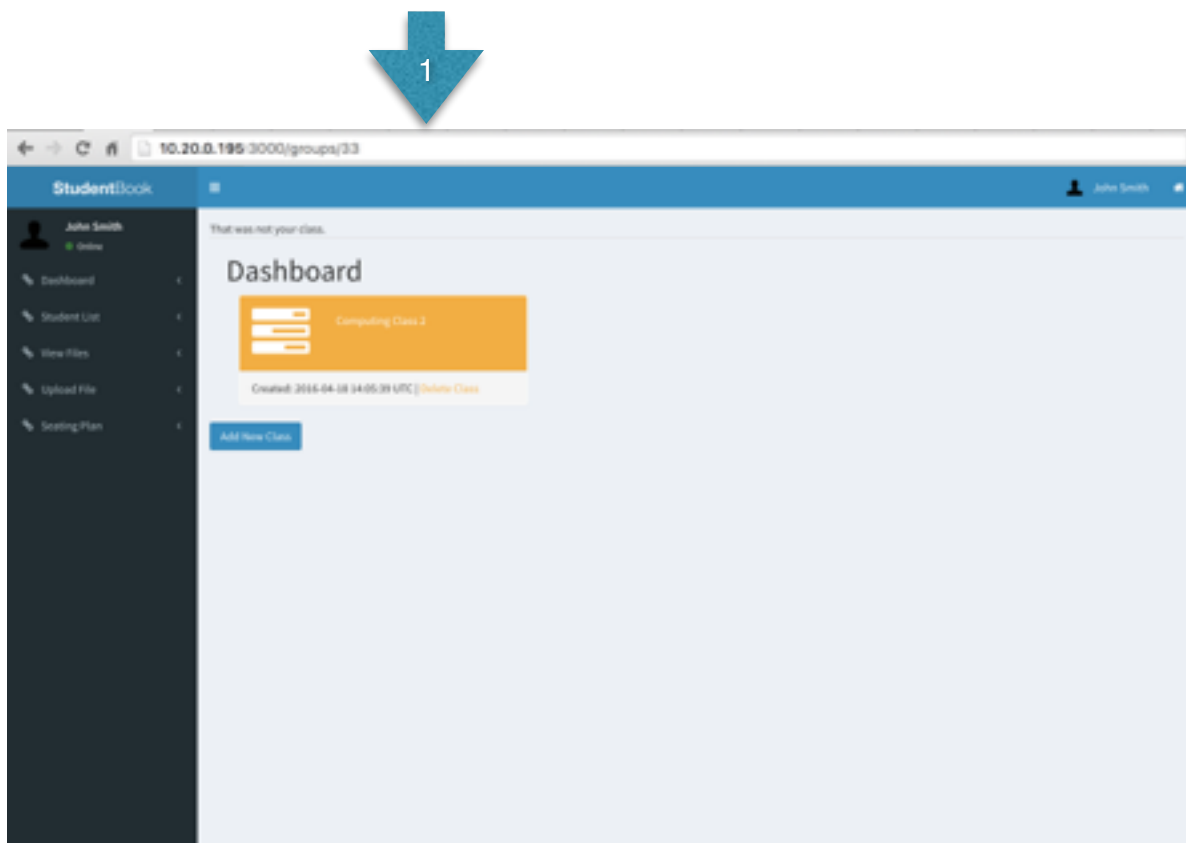 1
10.20.0.195:3000/groups/33
StudentBook
John Smith
John Smith
Online
Dashboard
Student List
View Files
Upload File
Seating Plan
That was not your class.
Dashboard
Computing Class 2
Created: 2016-04-18 14:05:39 UTC | Delete Class
Add New Class